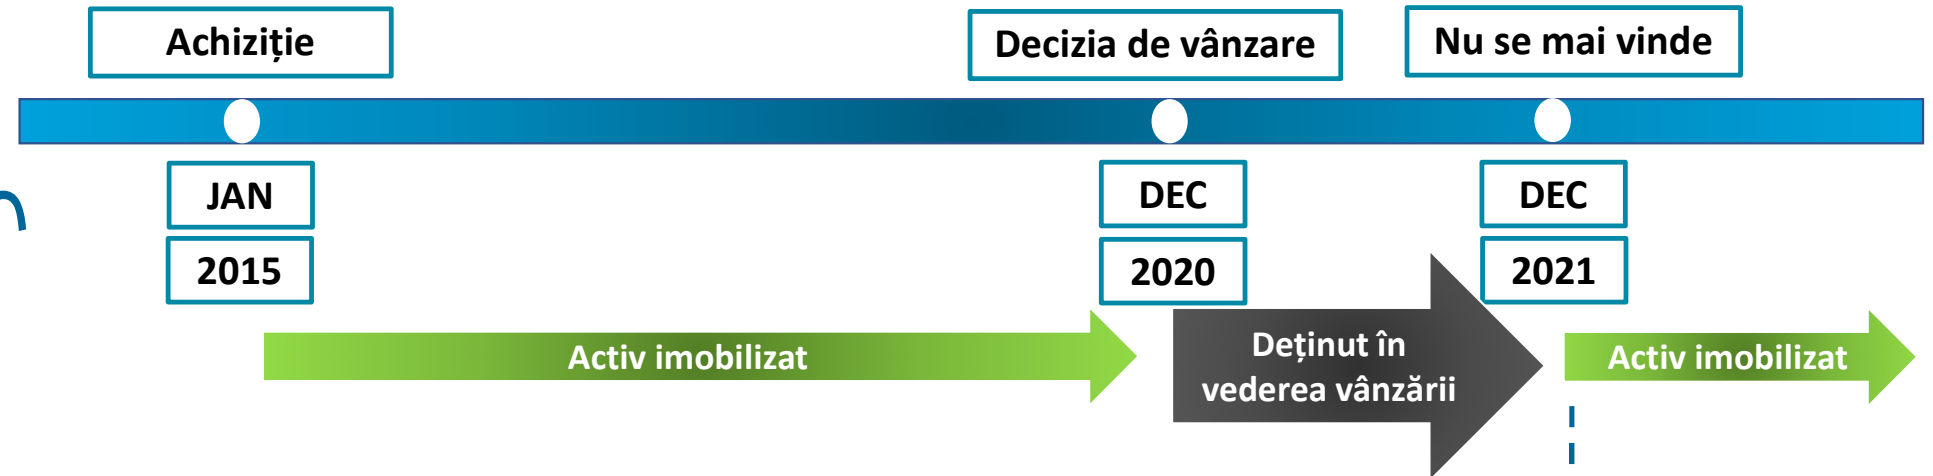 Achiziție
Decizia de vânzare
Nu se mai vinde
JAN
2015
DEC
2020
DEC
2021
Activ imobilizat
Deținut în
vederea vânzării
Activ imobilizat